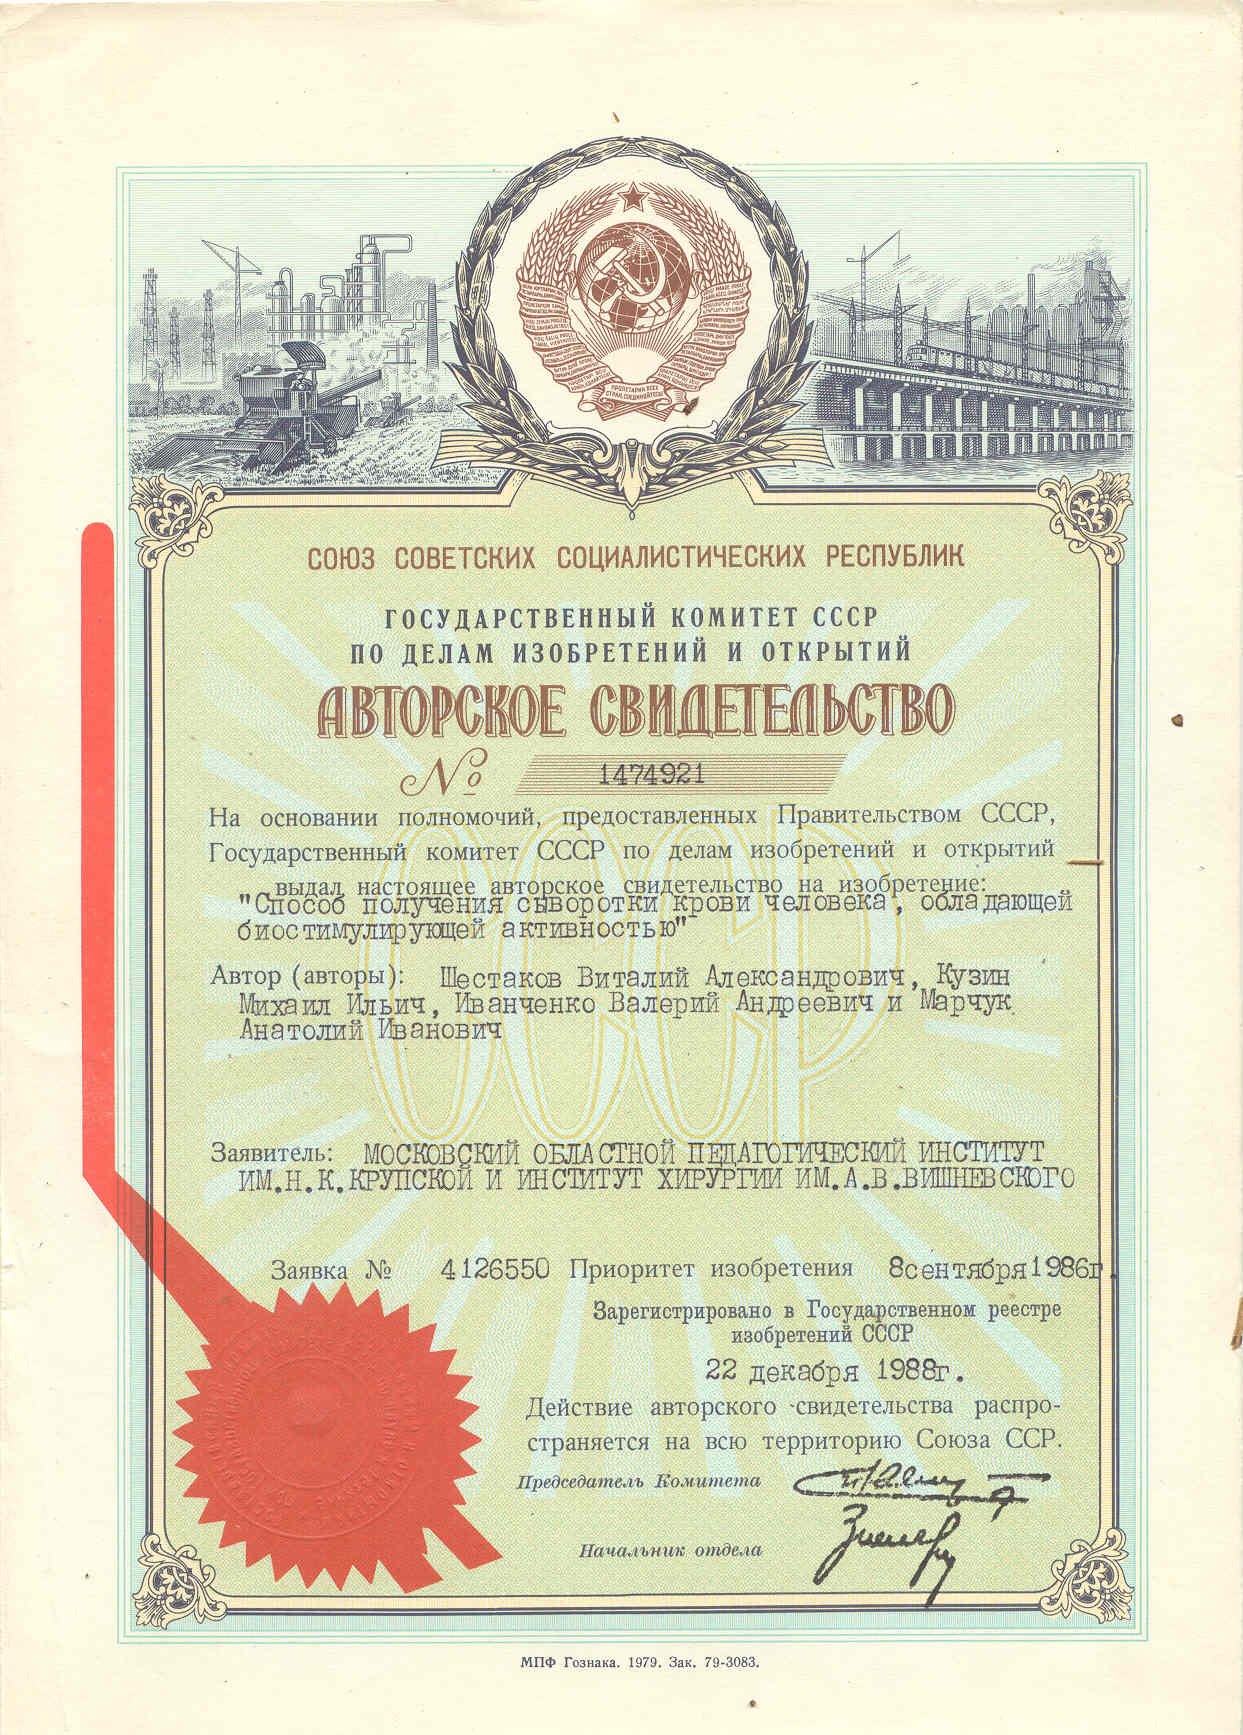 ПРОЛЕТАРИИ ВСЕХ
СТРАН, СОЕДИНЯЙТЕСЬ!
СОЮЗ СОВЕТСКИХ СОЦИАЛИСТИЧЕСКИХ РЕСПУБЛИК
ГОСУДАРСТВЕННЫЙ КОМИТЕТ СССР
ПО ДЕЛАМ ИЗОБРЕТЕНИЙ И ОТКРЫТИЙ
АВТОРСКОЕ СВИДЕТЕЛЬСТВО
№ 1474921
На основании полномочий, предоставленных Правительством СССР,
Государственный комитет СССР по делам изобретений и открытий
выдал настоящее авторское свидетельство на изобретение:
"Способ получения сыворотки крови человека, обладающей
биостимулирующей активностью"
Автор (авторы): Шестаков Виталий Александрович, Кузин
Михаил Ильич, Иванченко Валерий Андреевич и Марчук
Анатолий Иванович
СССР
Заявитель: МОСКОВСКИЙ ОБЛАСТНОЙ ПЕДАГОГИЧЕСКИЙ ИНСТИТУТ
ИМ.Н.К.КРУПСКОЙ И ИНСТИТУТ ХИРУРГИИ ИМ.А.В.ВИШНЕВСКОГО
Заявка № 4126550 Приоритет изобретения 8сентября1986г.
Зарегистрировано в Государственном реестре
изобретений СССР
22 декабря 1988г.
Действие авторского свидетельства распро-
страняется на всю территорию Союза ССР.
Председатель Комитета
Начальник отдела
МПФ Гознака. 1979. Зак. 79-3083.